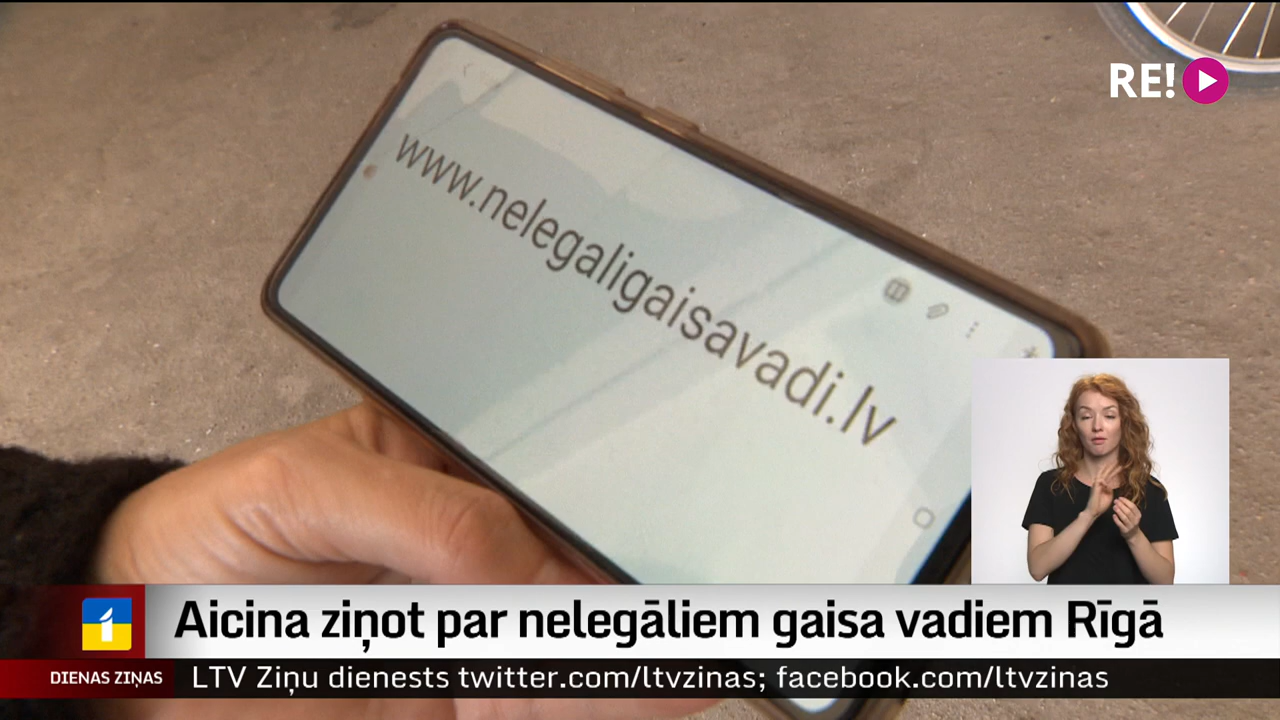 RE!
www.nelegaligaisavadi.lv
1
Aicina ziņot par nelegāliem gaisa vadiem Rīgā
DIENAS ZIŅAS
LTV Ziņu dienests twitter.com/ltvzinas; facebook.com/ltvzinas